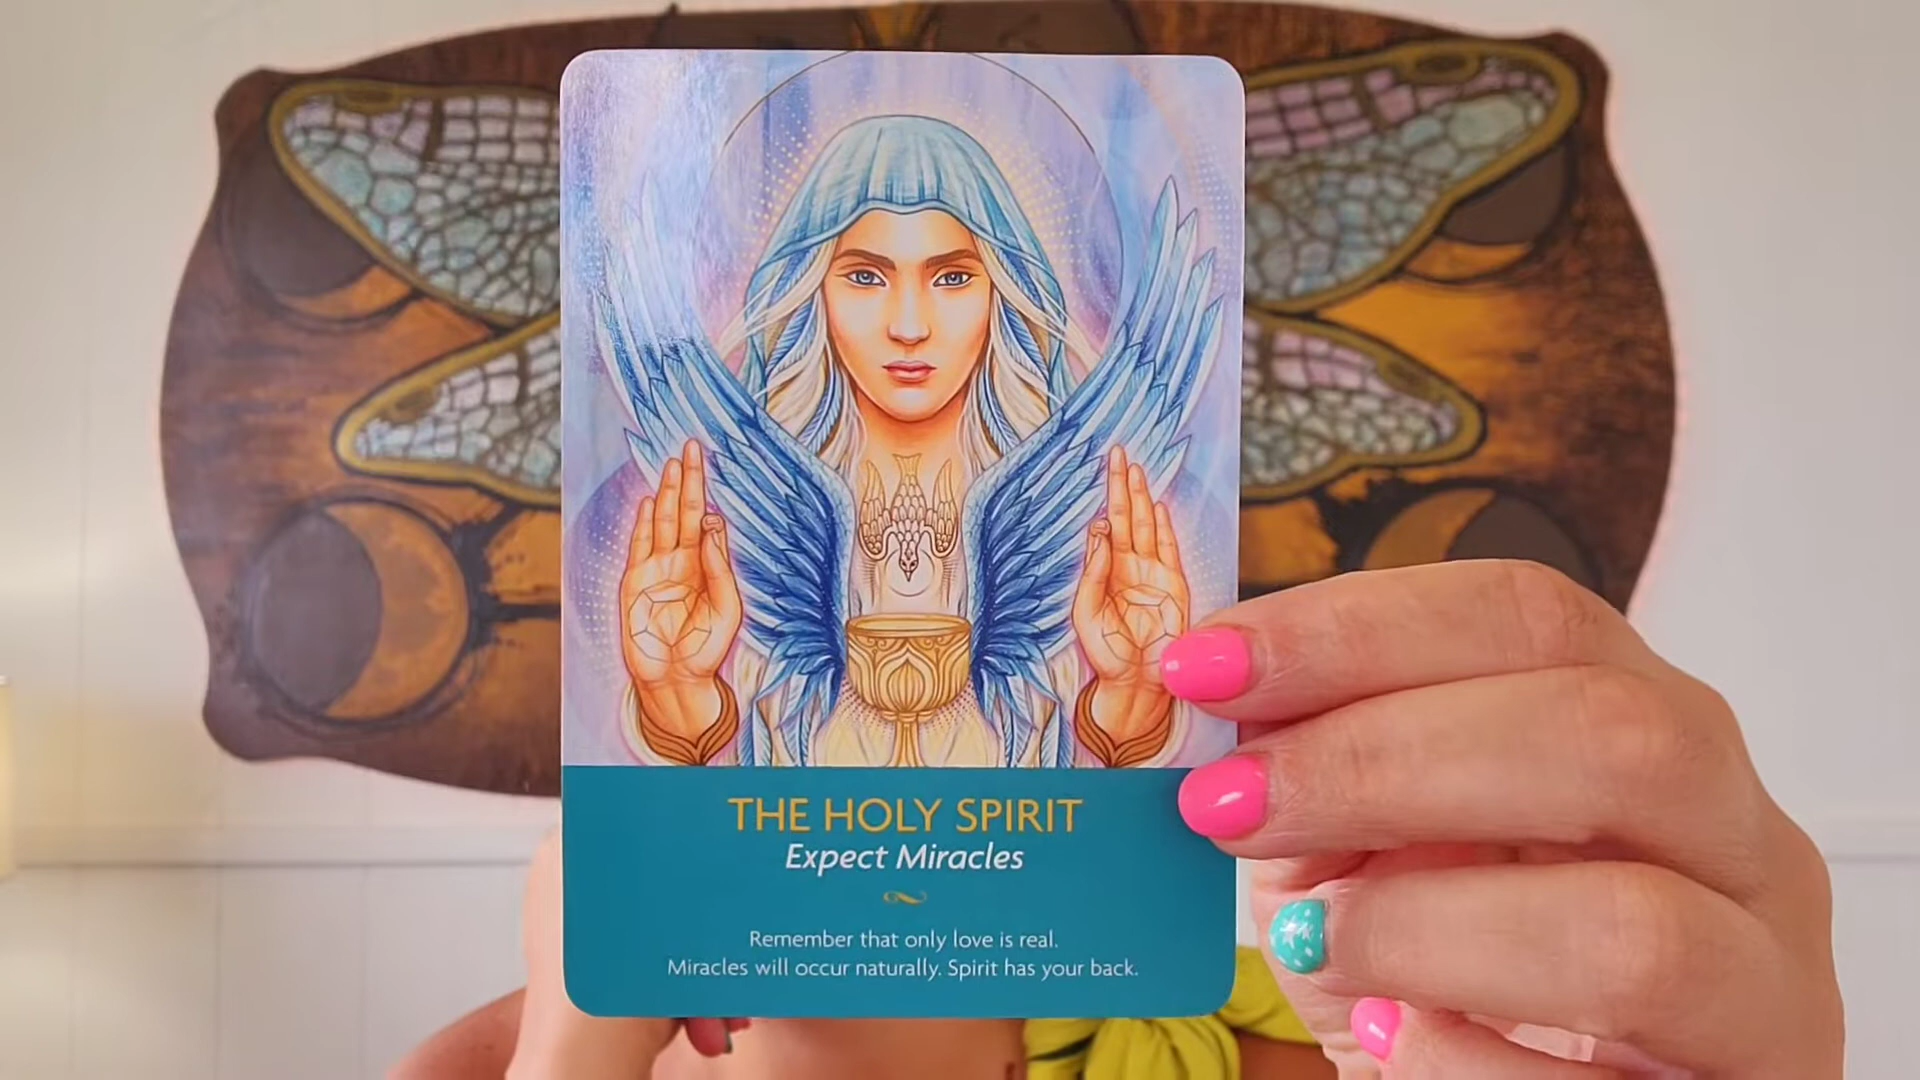 THE HOLY SPIRIT
Expect Miracles
Remember that only love is real.
Miracles will occur naturally. Spirit has your back.